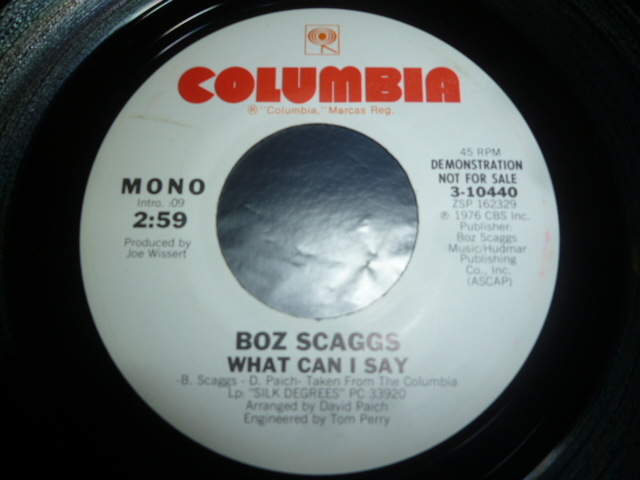 COLUMBIA
® "Columbia," Marcas Reg.
MONO
Intro. :09
2:59
Produced by
Joe Wissert
45 RPM
DEMONSTRATION
NOT FOR SALE
3-10440
ZSP 162329
℗ 1976 CBS Inc.
Publisher:
Boz Scaggs
Music/Hudmar
Publishing
Co., Inc.
(ASCAP)
BOZ SCAGGS
WHAT CAN I SAY
-B. Scaggs - D. Paich- Taken From The Columbia
Lp: "SILK DEGREES" PC 33920
Arranged by David Paich
Engineered by Tom Perry